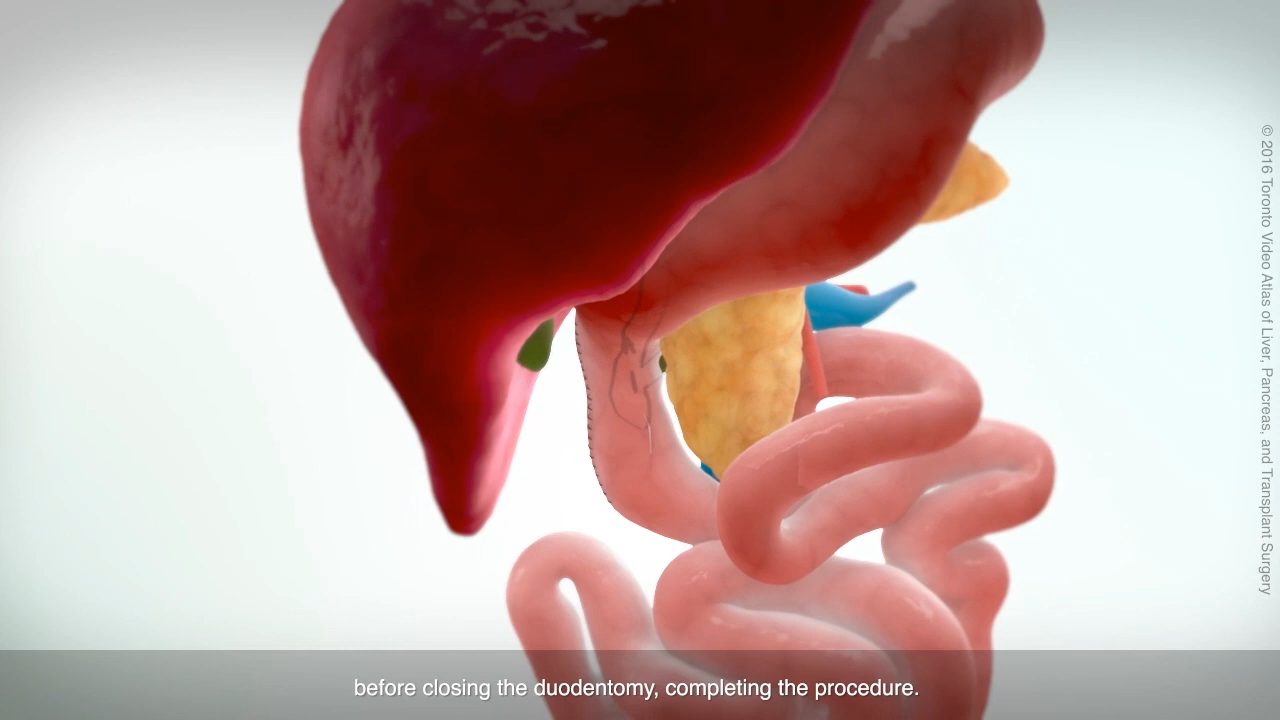 before closing the duodentomy, completing the procedure.
© 2016 Toronto Video Atlas of Liver, Pancreas, and Transplant Surgery